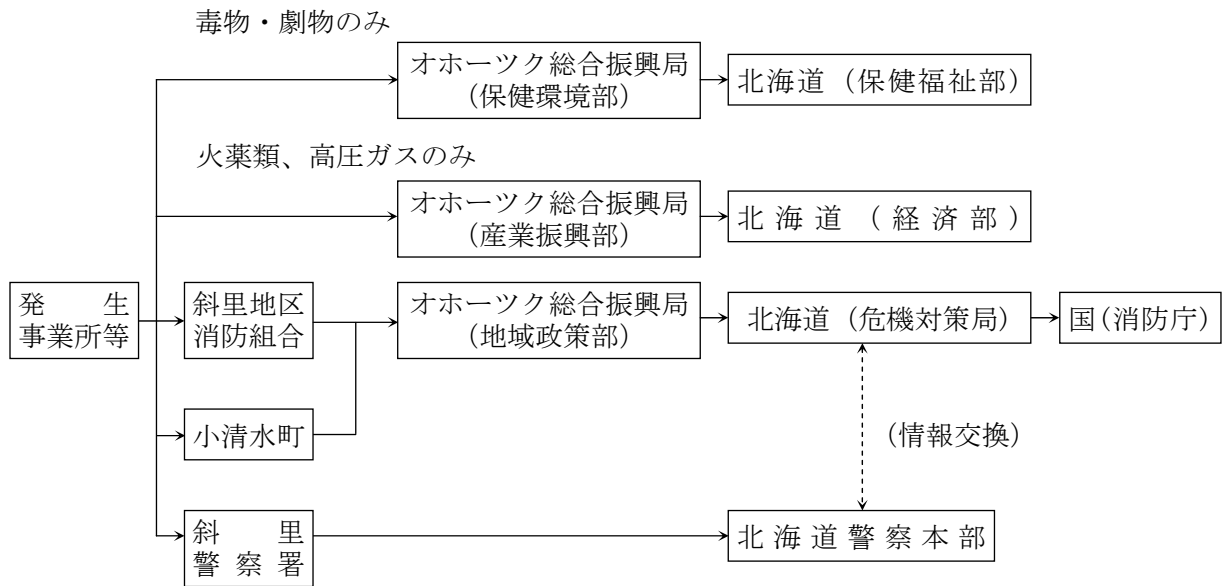 毒物・劇物のみ
オホーツク総合振興局
（保健環境部）
北海道（保健福祉部）
火薬類、高圧ガスのみ
オホーツク総合振興局
（産業振興部）
北海道（経済部）
発生
事業所等
斜里地区
消防組合
オホーツク総合振興局
（地域政策部）
北海道（危機対策局）
国（消防庁）
小清水町
（情報交換）
斜里
警察署
北海道警察本部